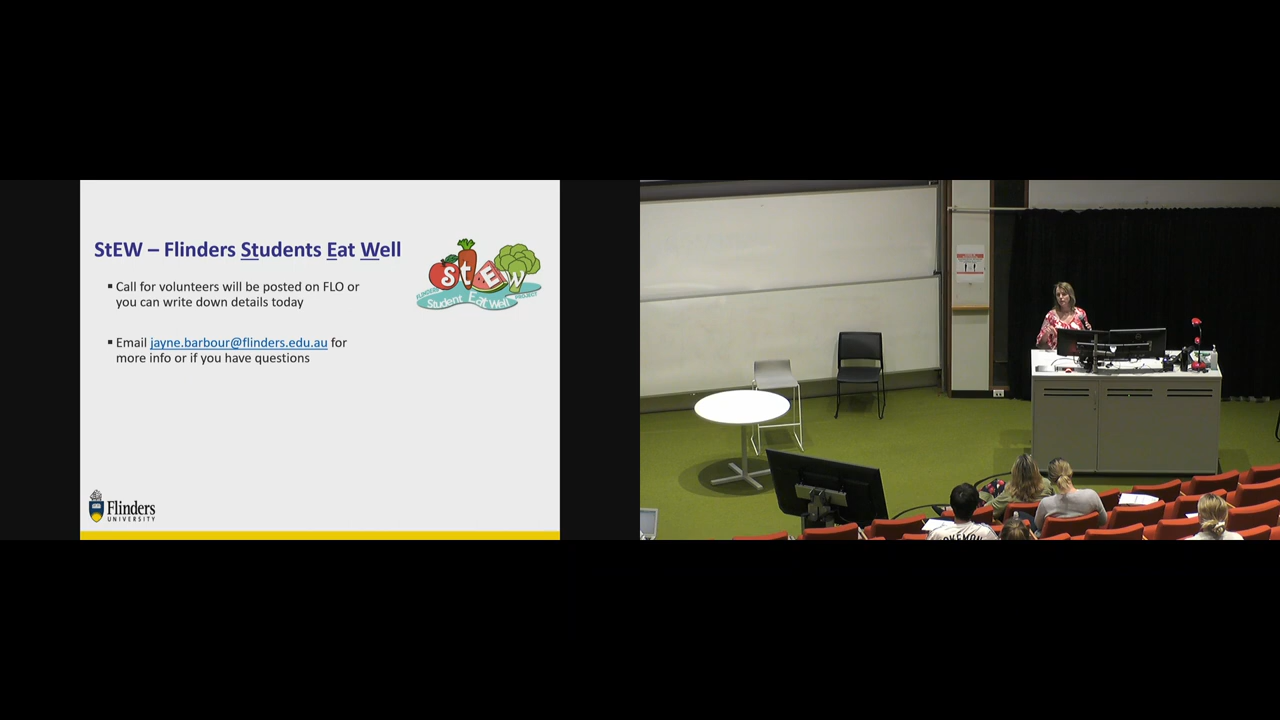 StEW – Flinders Students Eat Well
▪ Call for volunteers will be posted on FLO or
you can write down details today
▪ Email jayne.barbour@flinders.edu.au for
more info or if you have questions
StEW
Student Eat Well
Flinders
UNIVERSITY